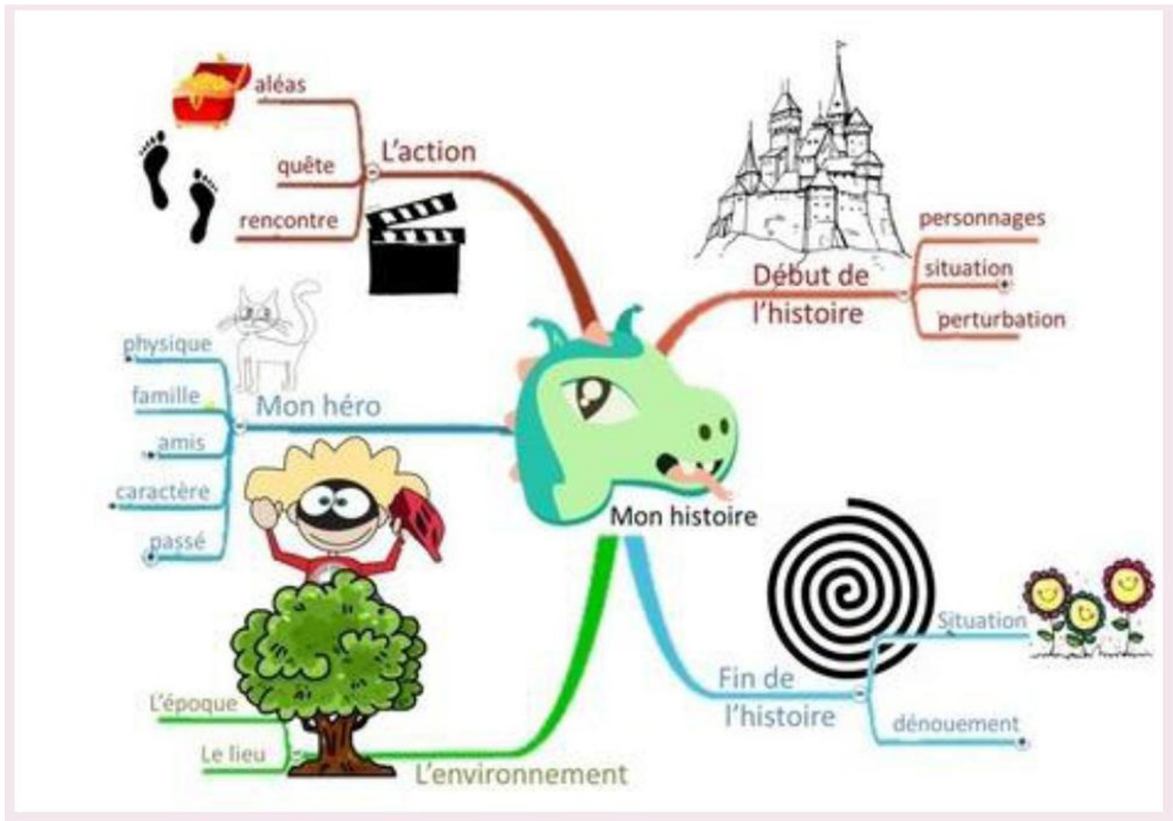 Mon histoire
Début de
l'histoire
personnages
situation
perturbation
Fin de
l'histoire
Situation
dénouement
L'environnement
L'époque
Le lieu
Mon héro
physique
famille
amis
caractère
passé
L'action
aléas
quête
rencontre